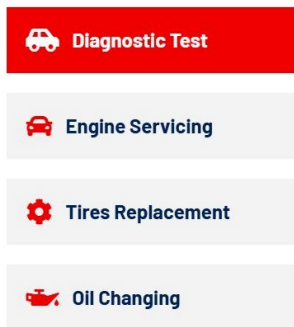 Diagnostic Test
Engine Servicing
Tires Replacement
Oil Changing